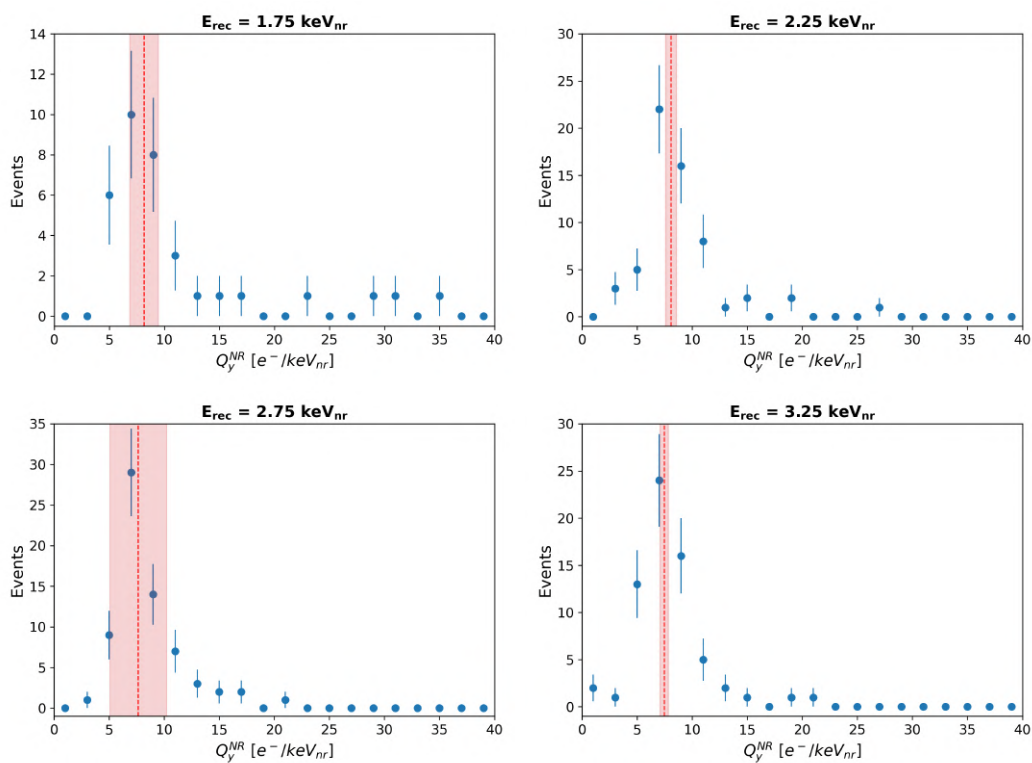 E_rec = 1.75 keV_nr
14
12
10
8
6
4
2
0
Events
0 5 10 15 20 25 30 35 40
Q_y^NR [e⁻/keV_nr]
E_rec = 2.25 keV_nr
30
25
20
15
10
5
0
Events
0 5 10 15 20 25 30 35 40
Q_y^NR [e⁻/keV_nr]
E_rec = 2.75 keV_nr
35
30
25
20
15
10
5
0
Events
0 5 10 15 20 25 30 35 40
Q_y^NR [e⁻/keV_nr]
E_rec = 3.25 keV_nr
30
25
20
15
10
5
0
Events
0 5 10 15 20 25 30 35 40
Q_y^NR [e⁻/keV_nr]